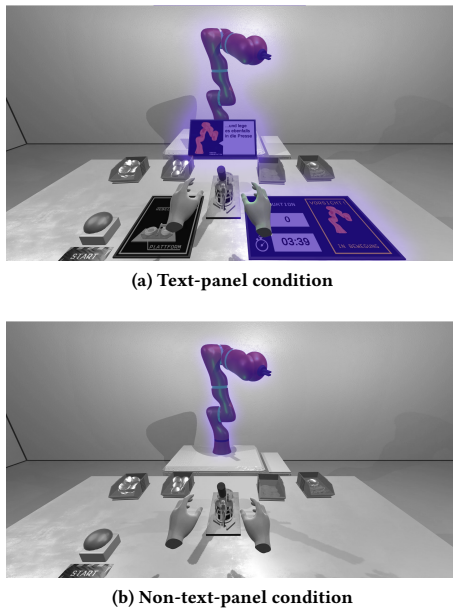 ...und lege
es ebenfalls
in die Presse
0
03:39
VORSICHT!
IN BEWEGUNG
PLATTFORM
START
(a) Text-panel condition
START
(b) Non-text-panel condition